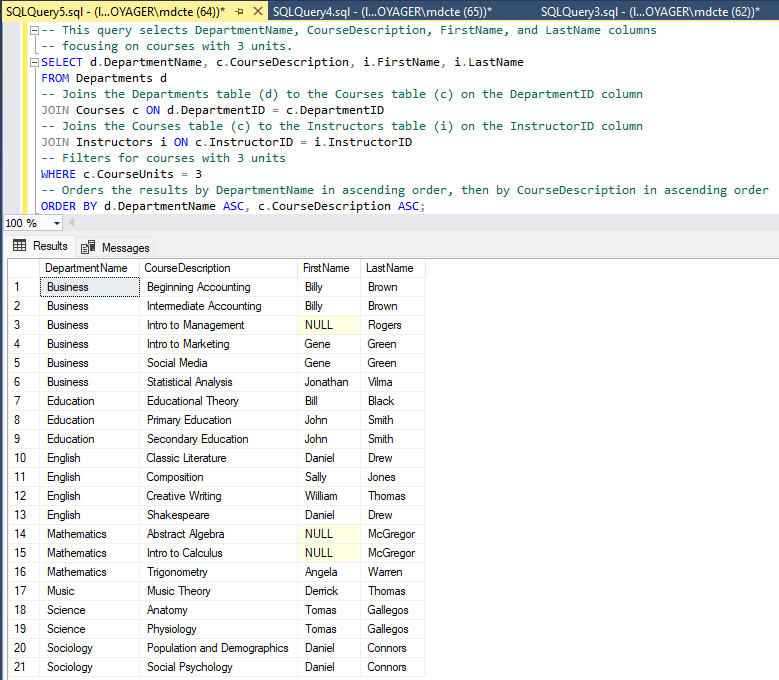 SQLQuery5.sql - (l...OYAGER\mdcte (64))* SQLQuery4.sql - (l...OYAGER\mdcte (65))* SQLQuery3.sql - (l...OYAGER\mdcte (62))*
-- This query selects DepartmentName, CourseDescription, FirstName, and LastName columns
-- focusing on courses with 3 units.
SELECT d.DepartmentName, c.CourseDescription, i.FirstName, i.LastName
FROM Departments d
-- Joins the Departments table (d) to the Courses table (c) on the DepartmentID column
JOIN Courses c ON d.DepartmentID = c.DepartmentID
-- Joins the Courses table (c) to the Instructors table (i) on the InstructorID column
JOIN Instructors i ON c.InstructorID = i.InstructorID
-- Filters for courses with 3 units
WHERE c.CourseUnits = 3
-- Orders the results by DepartmentName in ascending order, then by CourseDescription in ascending order
ORDER BY d.DepartmentName ASC, c.CourseDescription ASC;
100 %
Results Messages
DepartmentName CourseDescription FirstName LastName
1 Business Beginning Accounting Billy Brown
2 Business Intermediate Accounting Billy Brown
3 Business Intro to Management NULL Rogers
4 Business Intro to Marketing Gene Green
5 Business Social Media Gene Green
6 Business Statistical Analysis Jonathan Vilma
7 Education Educational Theory Bill Black
8 Education Primary Education John Smith
9 Education Secondary Education John Smith
10 English Classic Literature Daniel Drew
11 English Composition Sally Jones
12 English Creative Writing William Thomas
13 English Shakespeare Daniel Drew
14 Mathematics Abstract Algebra NULL McGregor
15 Mathematics Intro to Calculus NULL McGregor
16 Mathematics Trigonometry Angela Warren
17 Music Music Theory Derrick Thomas
18 Science Anatomy Tomas Gallegos
19 Science Physiology Tomas Gallegos
20 Sociology Population and Demographics Daniel Connors
21 Sociology Social Psychology Daniel Connors